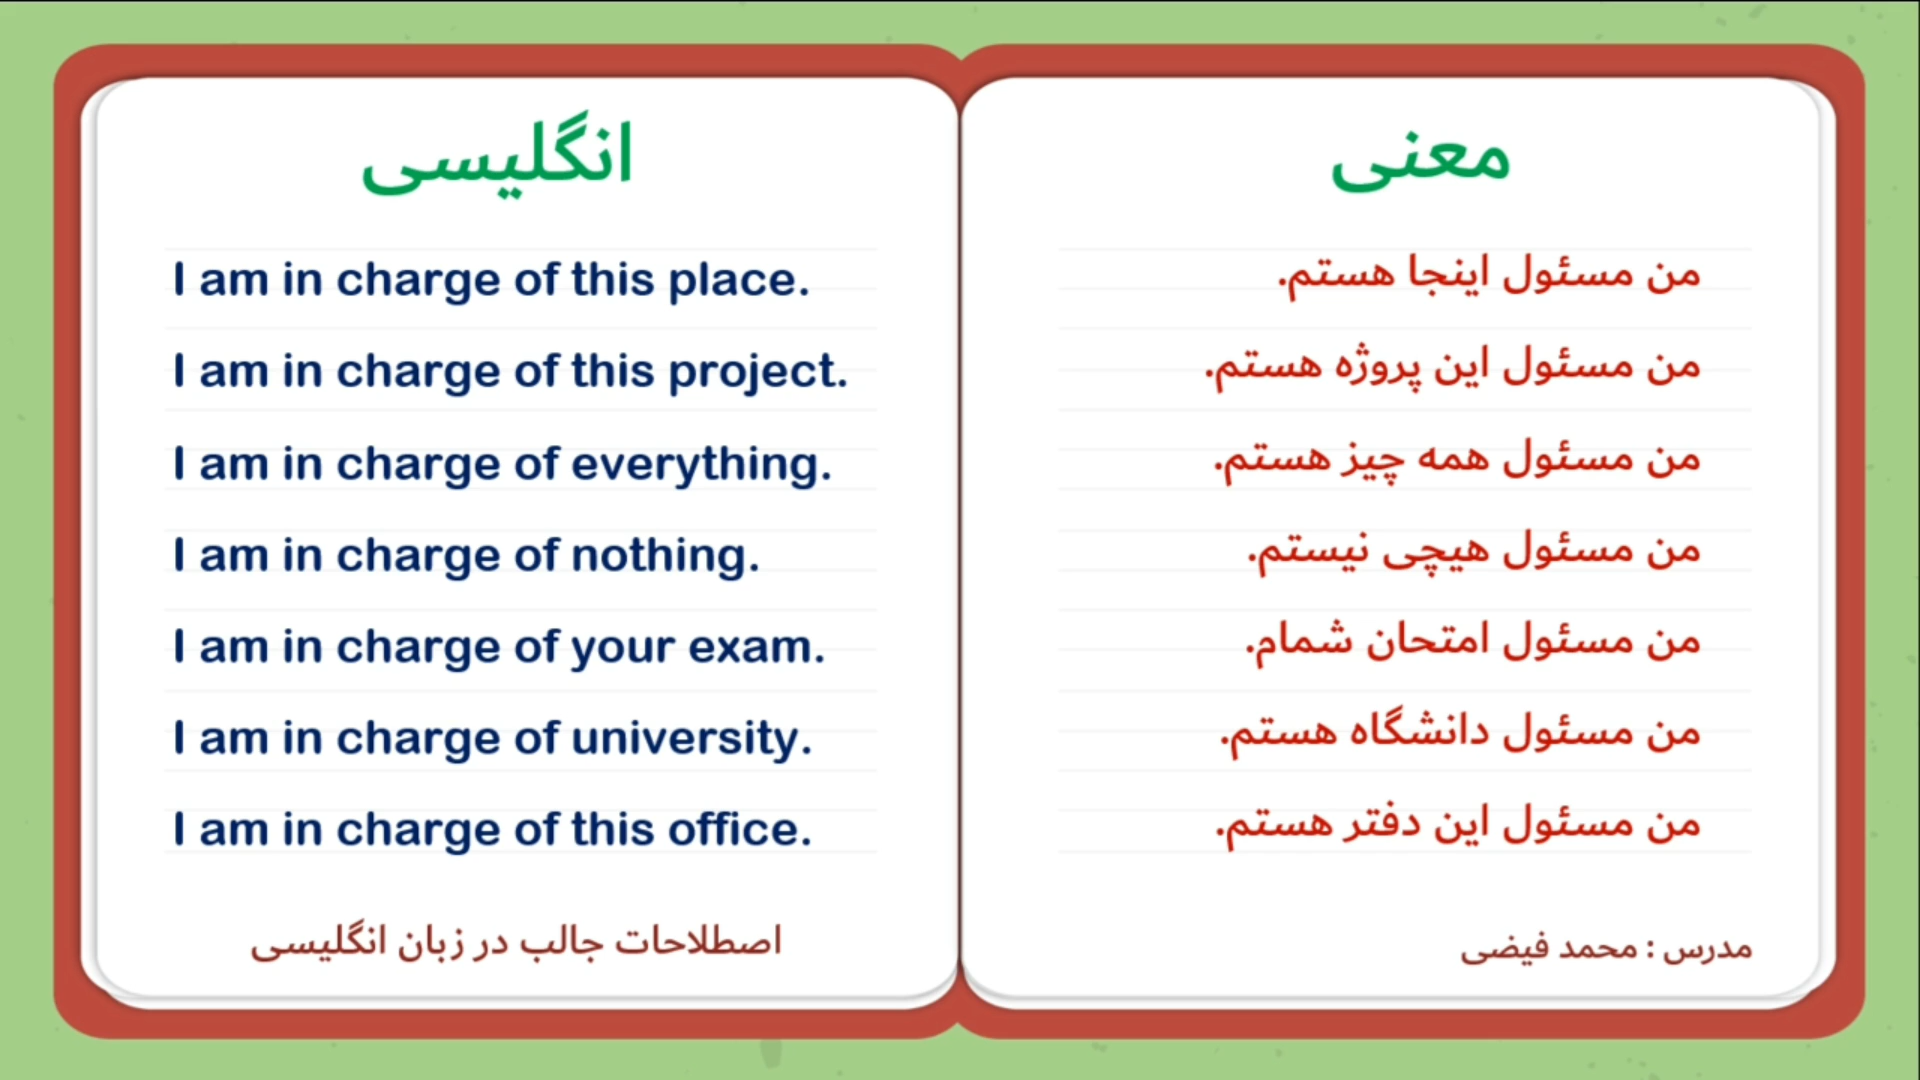 انگلیسی
I am in charge of this place.
I am in charge of this project.
I am in charge of everything.
I am in charge of nothing.
I am in charge of your exam.
I am in charge of university.
I am in charge of this office.
اصطلاحات جالب در زبان انگلیسی
معنی
من مسئول اینجا هستم.
من مسئول این پروژه هستم.
من مسئول همه چیز هستم.
من مسئول هیچی نیستم.
من مسئول امتحان شمام.
من مسئول دانشگاه هستم.
من مسئول این دفتر هستم.
مدرس : محمد فیضی